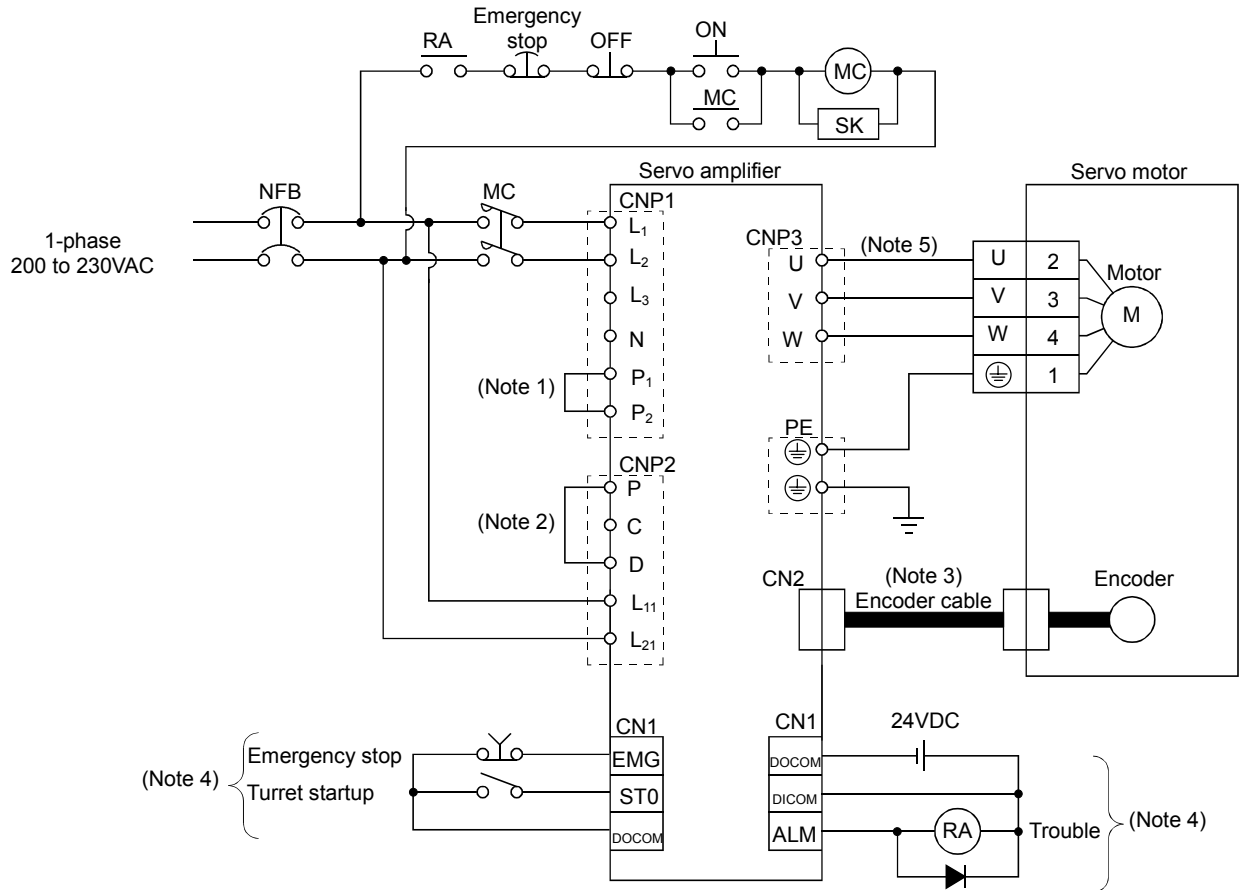 Emergency
stop
RA
OFF
ON
MC
MC
SK
Servo amplifier
Servo motor
NFB
MC
CNP1
1-phase
200 to 230VAC
L1
L2
L3
N
P1
P2
(Note 1)
CNP3
U
V
W
(Note 5)
U 2
V 3
W 4
1
Motor
M
PE
CNP2
P
C
D
L11
L21
(Note 2)
CN2
(Note 3)
Encoder cable
Encoder
CN1
(Note 4)
Emergency stop
Turret startup
EMG
ST0
DOCOM
CN1
24VDC
DOCOM
DICOM
ALM
RA
Trouble
(Note 4)